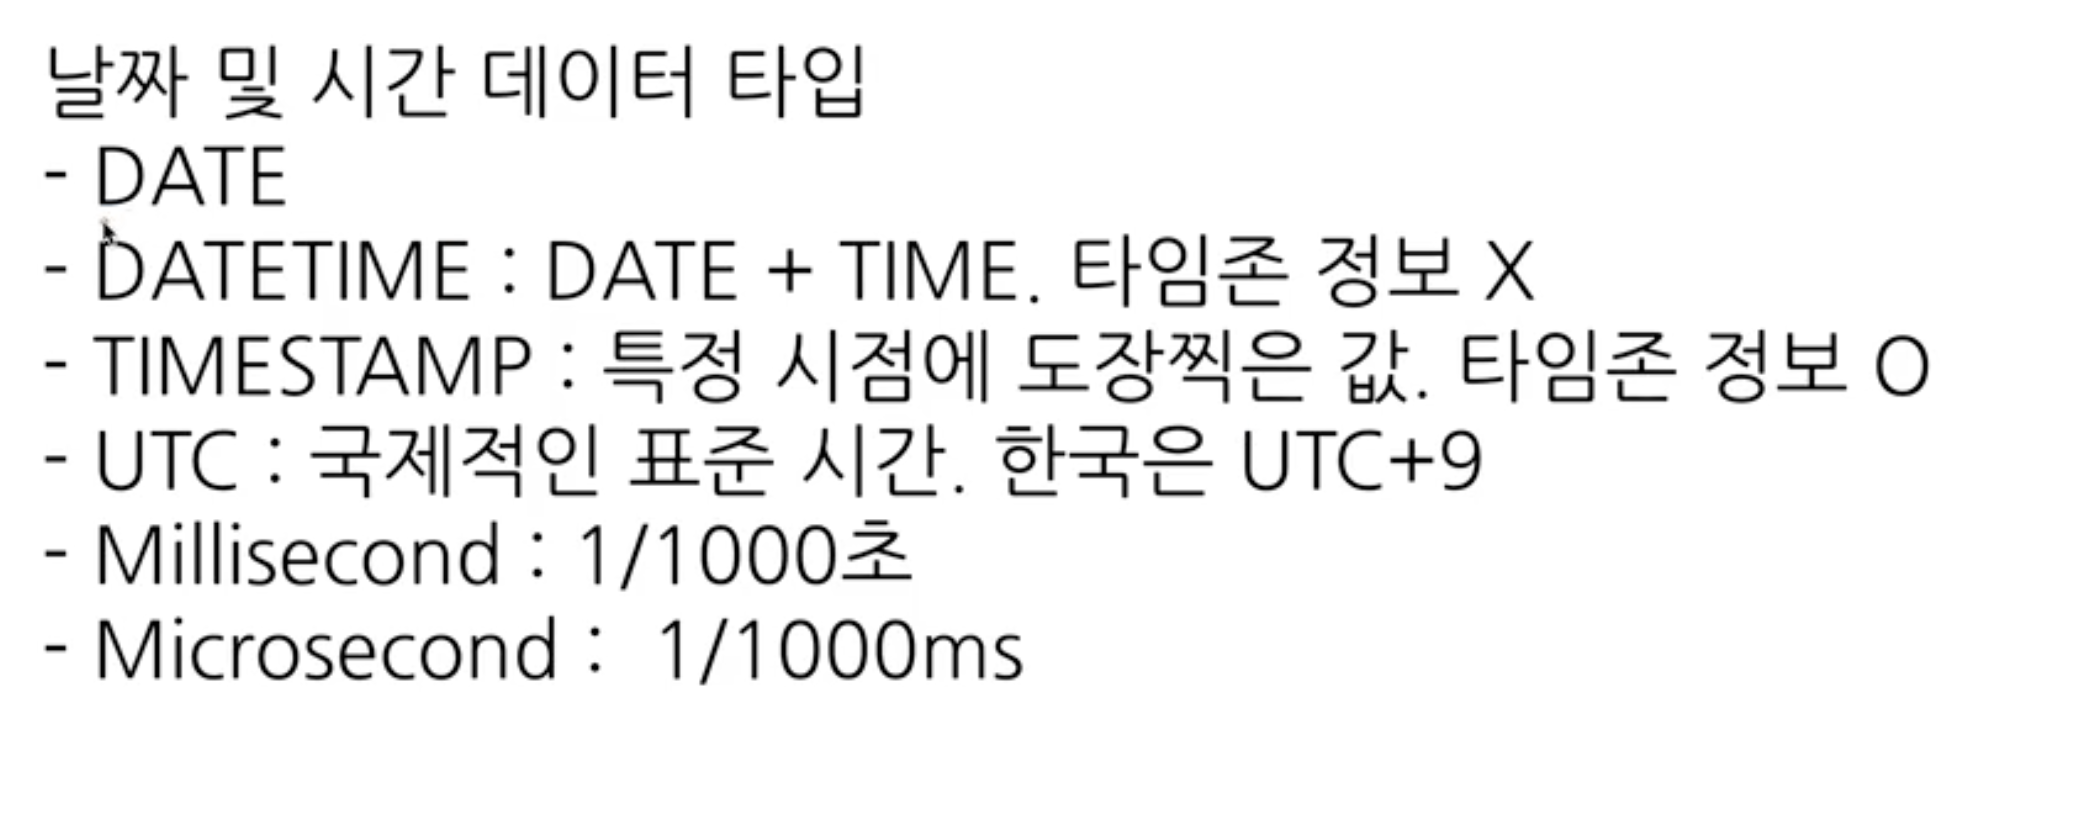 날짜 및 시간 데이터 타입
- DATE
- DATETIME : DATE + TIME. 타임존 정보 X
- TIMESTAMP : 특정 시점에 도장찍은 값. 타임존 정보 O
- UTC : 국제적인 표준 시간. 한국은 UTC+9
- Millisecond : 1/1000초
- Microsecond :  1/1000ms